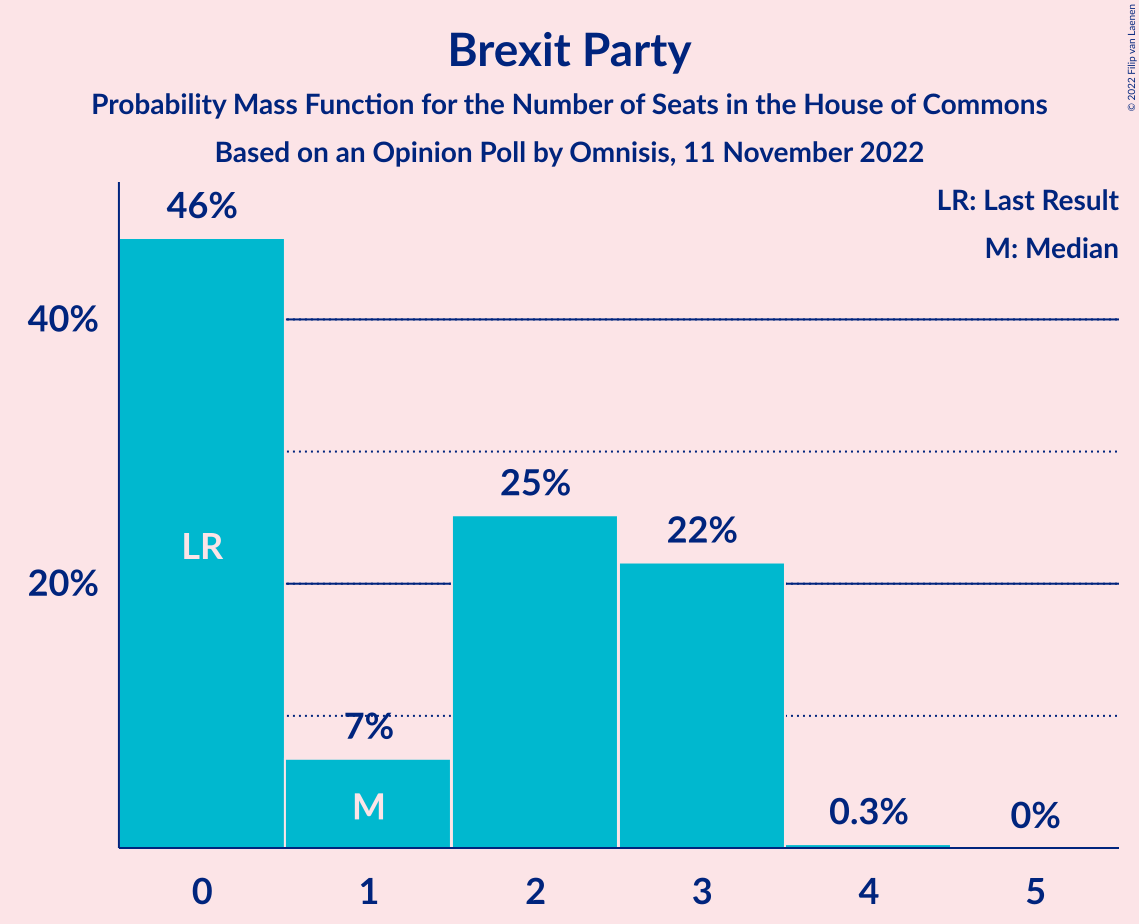 Brexit Party
Probability Mass Function for the Number of Seats in the House of Commons
Based on an Opinion Poll by Omnisis, 11 November 2022
© 2022 Filip van Laenen
LR: Last Result
M: Median
46%
40%
25%
22%
LR
20%
7%
M
0.3%
0%
0 1 2 3 4 5